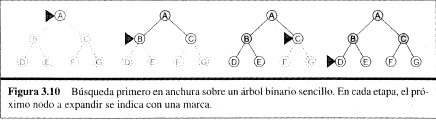 A A A A
B C B C B C B C
D E F G D E F G D E F G D E F G
Figura 3.10 Búsqueda primero en anchura sobre un árbol binario sencillo. En cada etapa, el pró-
ximo nodo a expandir se indica con una marca.